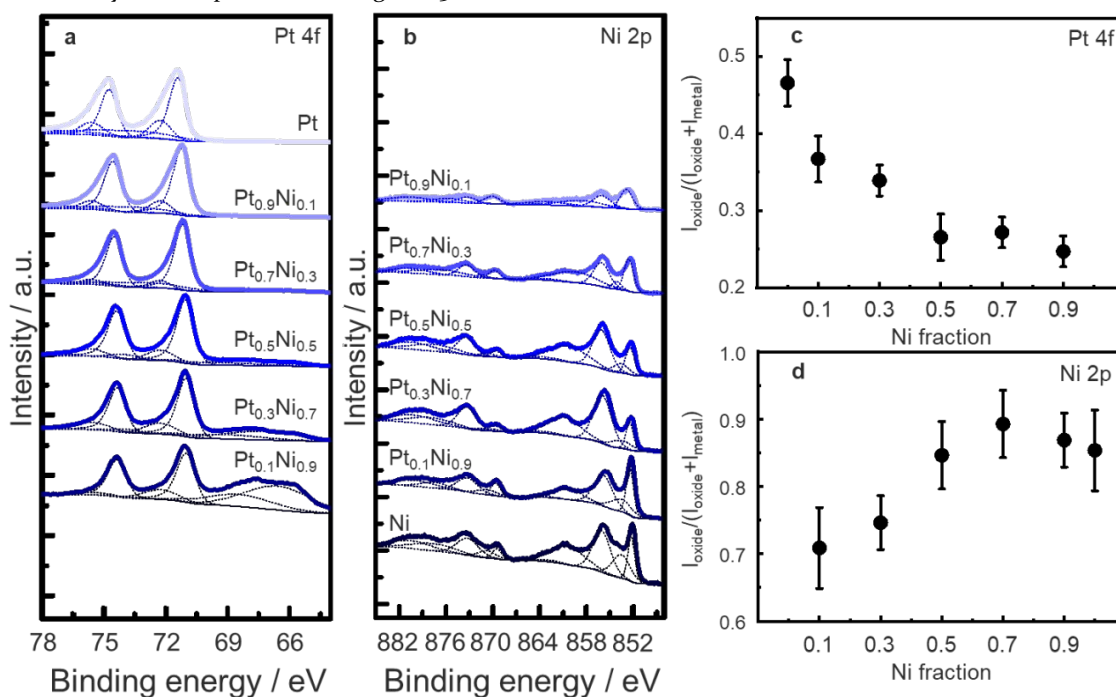 a
Pt 4f
Pt
Pt0.9Ni0.1
Pt0.7Ni0.3
Pt0.5Ni0.5
Pt0.3Ni0.7
Pt0.1Ni0.9
Intensity / a.u.
78 75 72 69 66
Binding energy / eV
b
Ni 2p
Pt0.9Ni0.1
Pt0.7Ni0.3
Pt0.5Ni0.5
Pt0.3Ni0.7
Pt0.1Ni0.9
Ni
Intensity / a.u.
882 876 870 864 858 852
Binding energy / eV
c
Pt 4f
0.5
0.4
0.3
0.2
Ioxide/(Ioxide+Imetal)
0.1 0.3 0.5 0.7 0.9
Ni fraction
d
Ni 2p
1.0
0.9
0.8
0.7
0.6
Ioxide/(Ioxide+Imetal)
0.1 0.3 0.5 0.7 0.9
Ni fraction